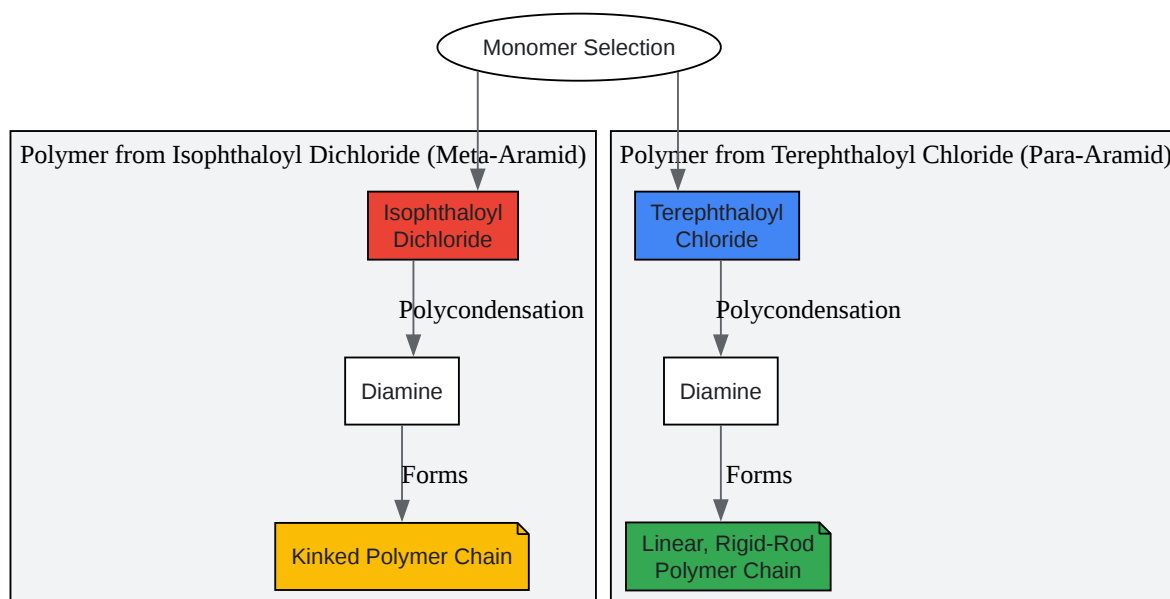 Monomer Selection
Polymer from Isophthaloyl Dichloride (Meta-Aramid)
Polymer from Terephthaloyl Chloride (Para-Aramid)
Isophthaloyl
Dichloride
Terephthaloyl
Chloride
Polycondensation
Polycondensation
Diamine
Diamine
Forms
Forms
Kinked Polymer Chain
Linear, Rigid-Rod
Polymer Chain